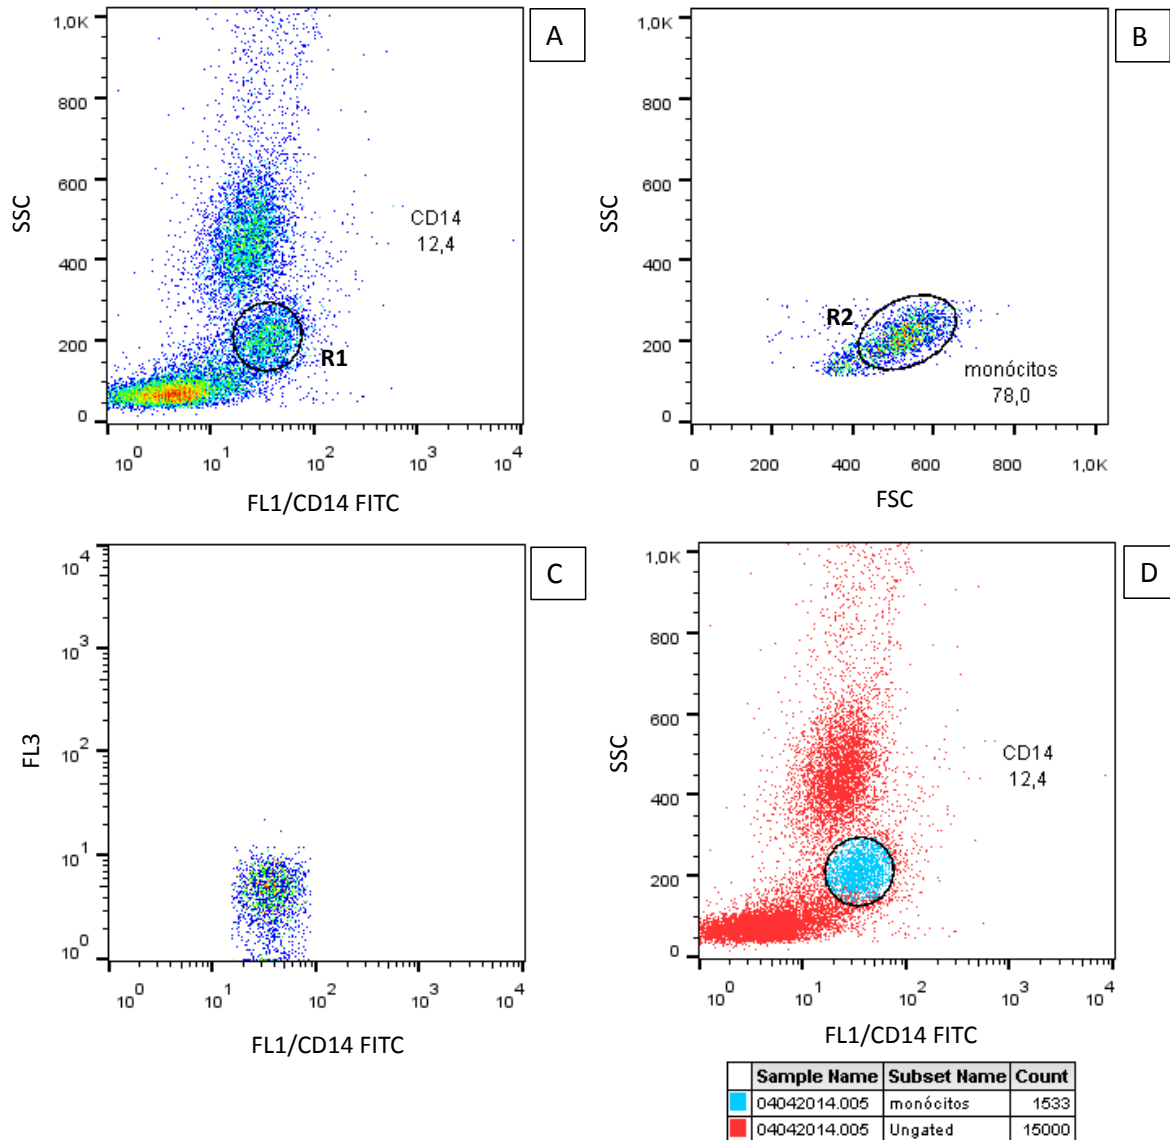 A
1,0K
800
600
400
200
0
SSC
CD14
12,4
R1
10^0 10^1 10^2 10^3 10^4
FL1/CD14 FITC
B
1,0K
800
600
400
200
0
SSC
R2
monócitos
78,0
0 200 400 600 800 1,0K
FSC
C
10^4
10^3
10^2
10^1
10^0
FL3
10^0 10^1 10^2 10^3 10^4
FL1/CD14 FITC
D
1,0K
800
600
400
200
0
SSC
CD14
12,4
10^0 10^1 10^2 10^3 10^4
FL1/CD14 FITC
Sample Name Subset Name Count
04042014.005 monócitos 1533
04042014.005 Ungated 15000